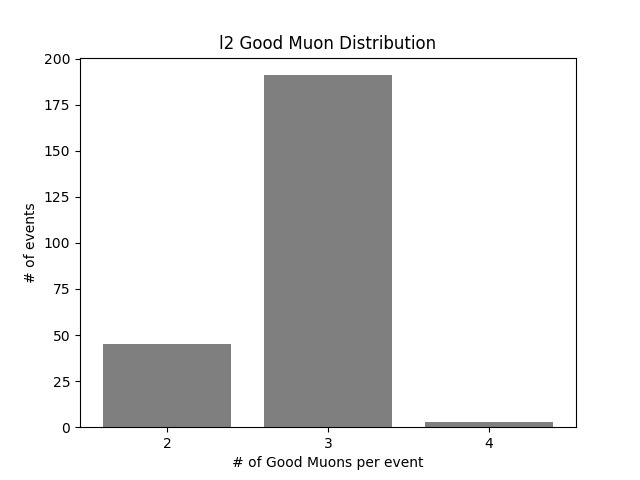 l2 Good Muon Distribution
200
175
150
125
100
75
50
25
0
# of events
2 3 4
# of Good Muons per event